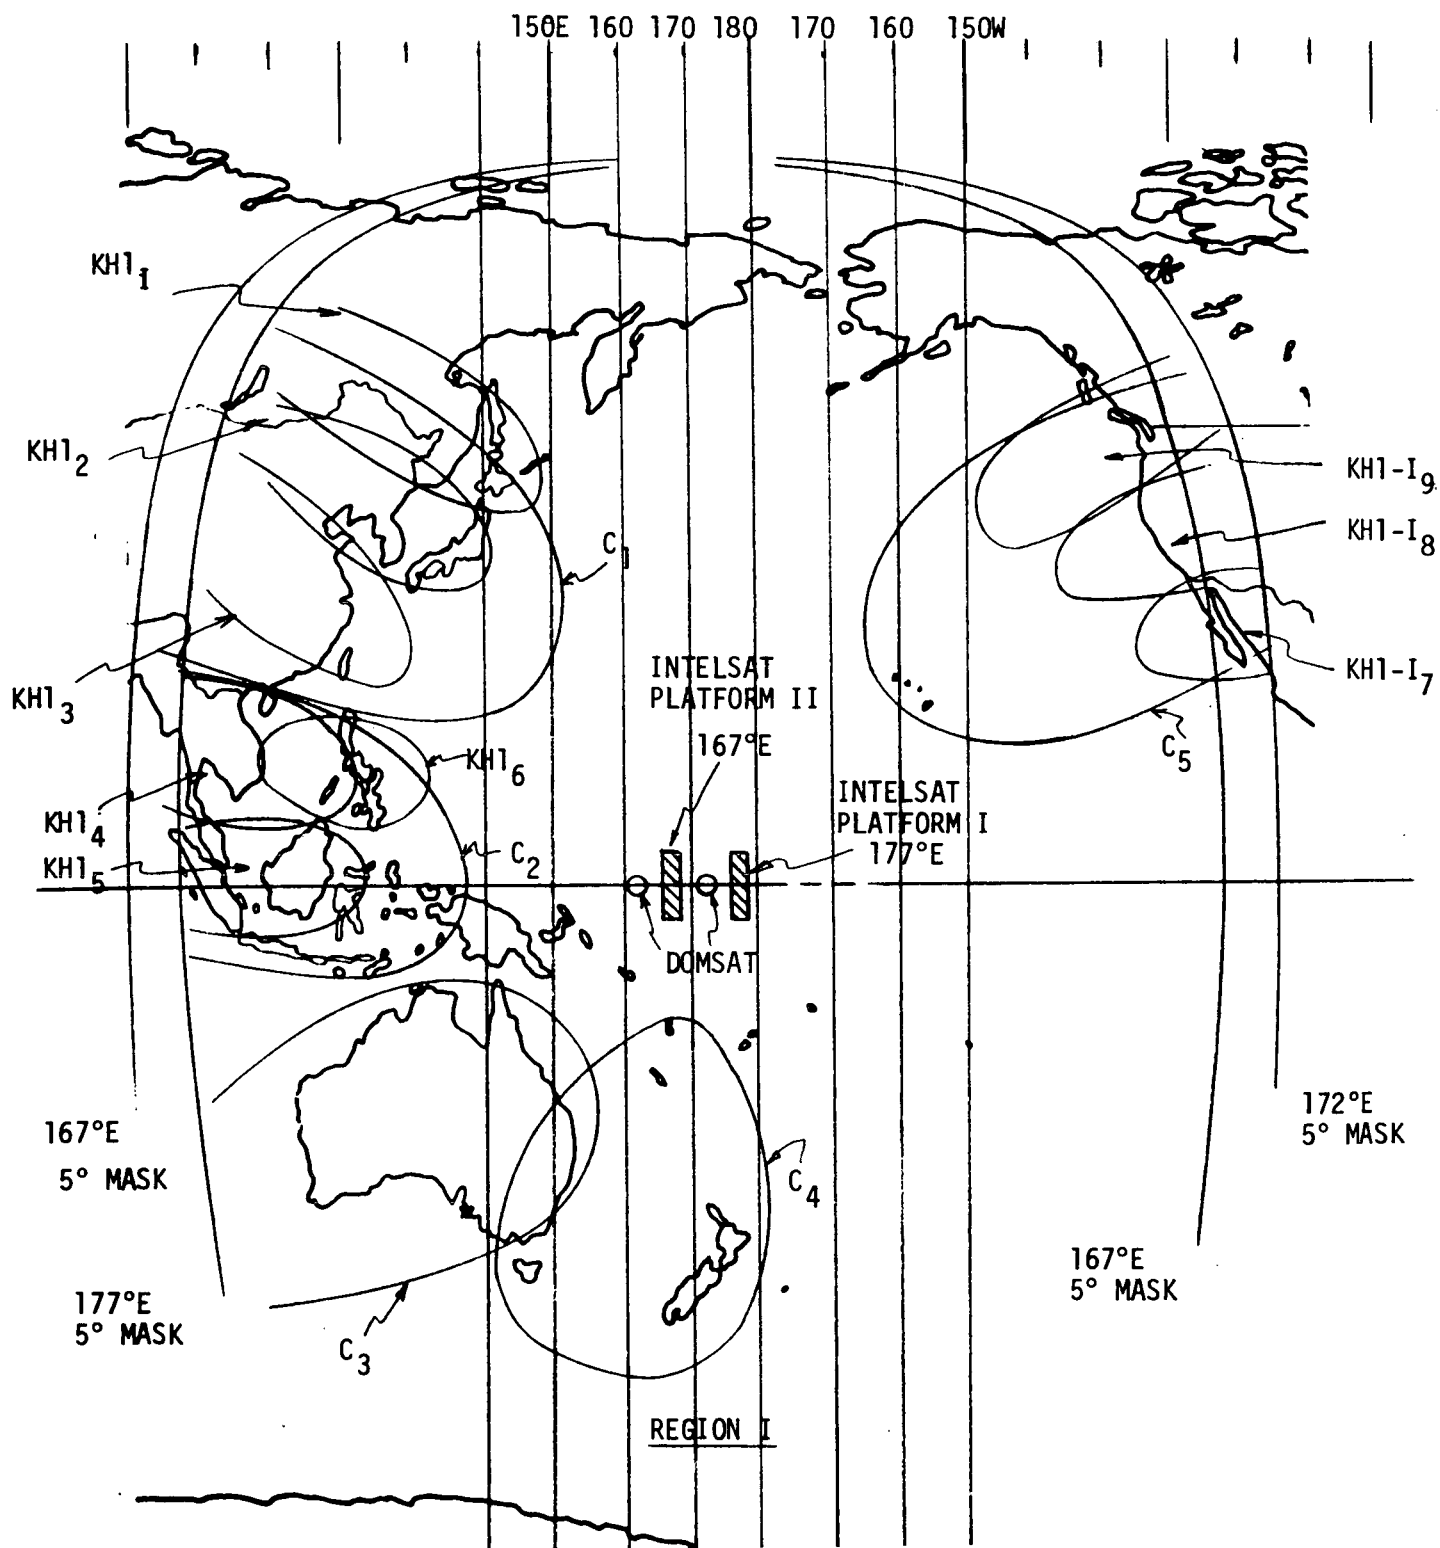 150E 160 170 180 170 160 150W
KH1₁
KH1₂
KH1-I₉
C₁
KH1-I₈
INTELSAT
PLATFORM II
KH1-I₇
KH1₃
167°E
C₅
KH1₆
INTELSAT
PLATFORM I
177°E
KH1₄
C₂
KH1₅
DOMSAT
172°E
5° MASK
167°E
5° MASK
C₄
167°E
5° MASK
177°E
5° MASK
C₃
REGION I